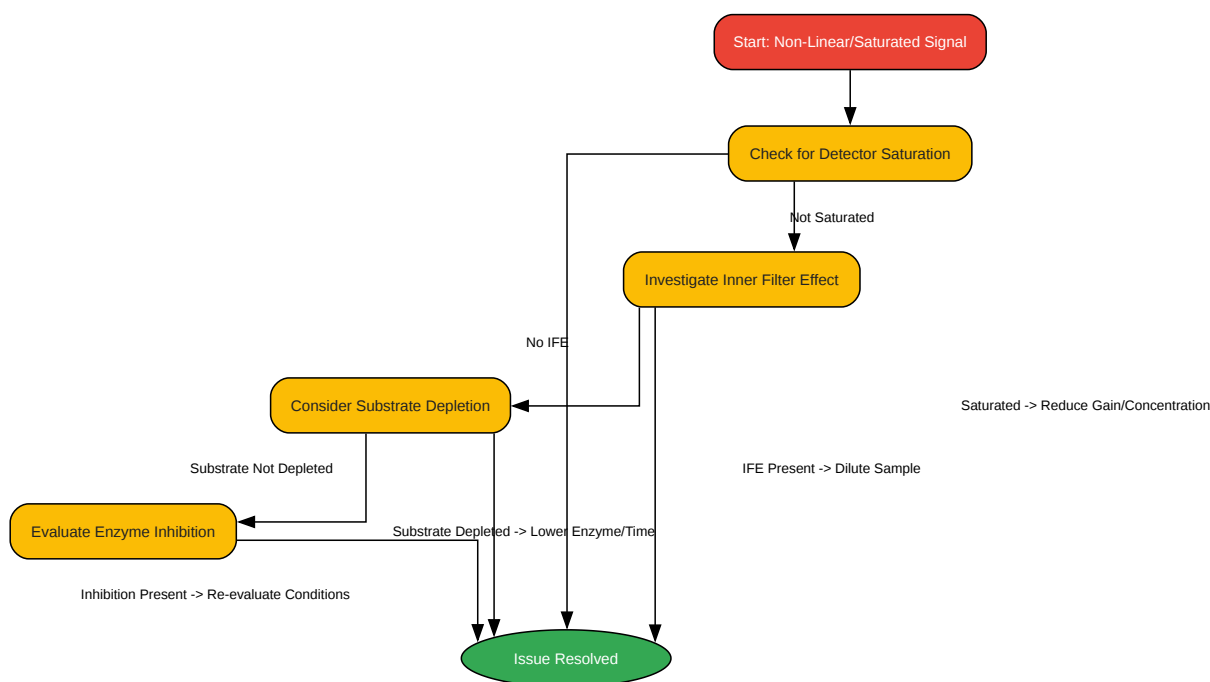 Start: Non-Linear/Saturated Signal
Check for Detector Saturation
Not Saturated
Investigate Inner Filter Effect
No IFE
Consider Substrate Depletion
Saturated -> Reduce Gain/Concentration
Substrate Not Depleted
IFE Present -> Dilute Sample
Evaluate Enzyme Inhibition
Substrate Depleted -> Lower Enzyme/Time
Inhibition Present -> Re-evaluate Conditions
Issue Resolved